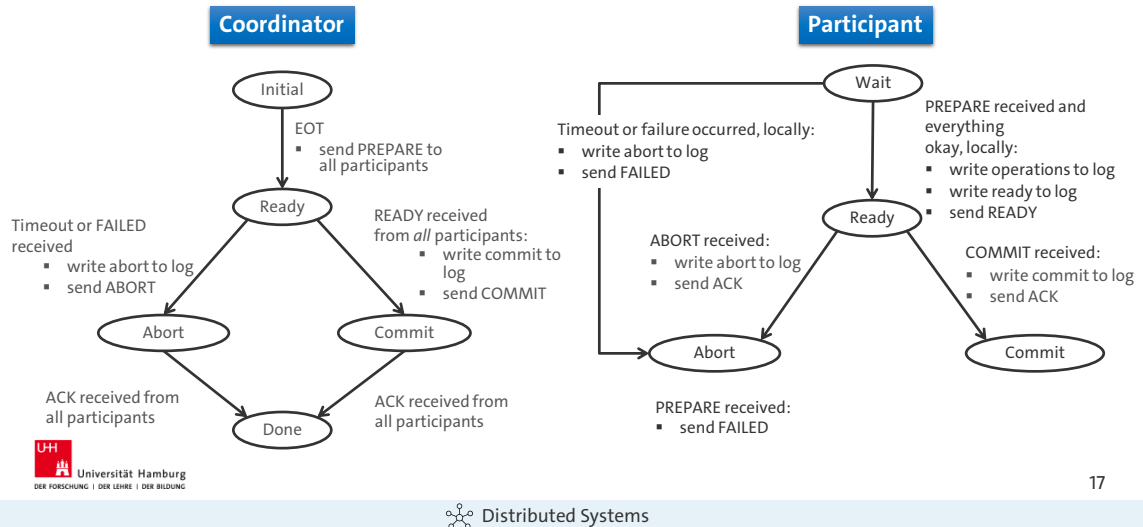 Coordinator
Participant
Initial
EOT
▪ send PREPARE to
all participants
Ready
Timeout or FAILED
received
▪ write abort to log
▪ send ABORT
READY received
from all participants:
▪ write commit to
log
▪ send COMMIT
Abort
Commit
ACK received from
all participants
ACK received from
all participants
Done
Wait
Timeout or failure occurred, locally:
▪ write abort to log
▪ send FAILED
PREPARE received and
everything
okay, locally:
▪ write operations to log
▪ write ready to log
▪ send READY
Ready
ABORT received:
▪ write abort to log
▪ send ACK
COMMIT received:
▪ write commit to log
▪ send ACK
Abort
Commit
PREPARE received:
▪ send FAILED
UH
Universität Hamburg
DER FORSCHUNG | DER LEHRE | DER BILDUNG
17
Distributed Systems